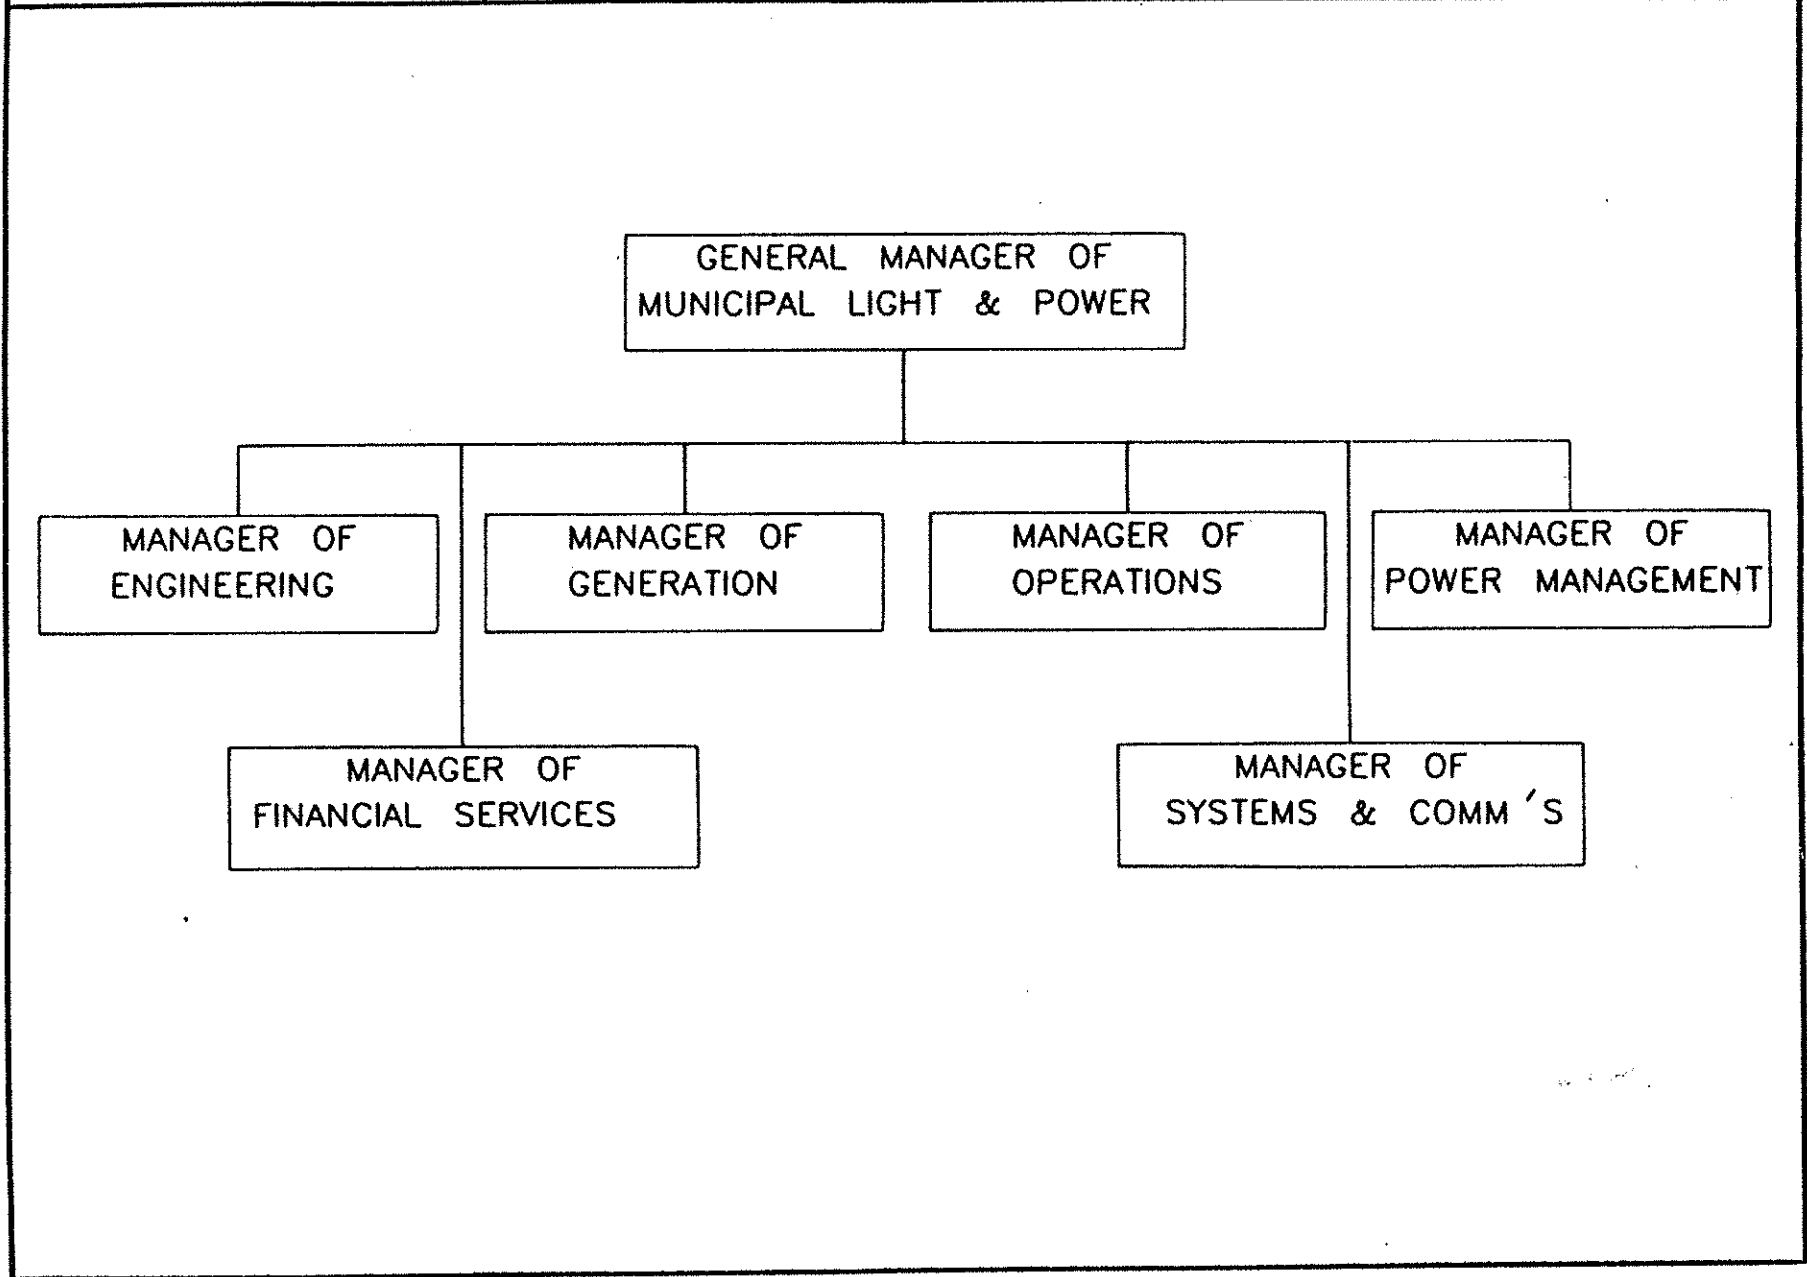 GENERAL MANAGER OF
MUNICIPAL LIGHT & POWER
MANAGER OF
ENGINEERING
MANAGER OF
GENERATION
MANAGER OF
OPERATIONS
MANAGER OF
POWER MANAGEMENT
MANAGER OF
FINANCIAL SERVICES
MANAGER OF
SYSTEMS & COMM'S